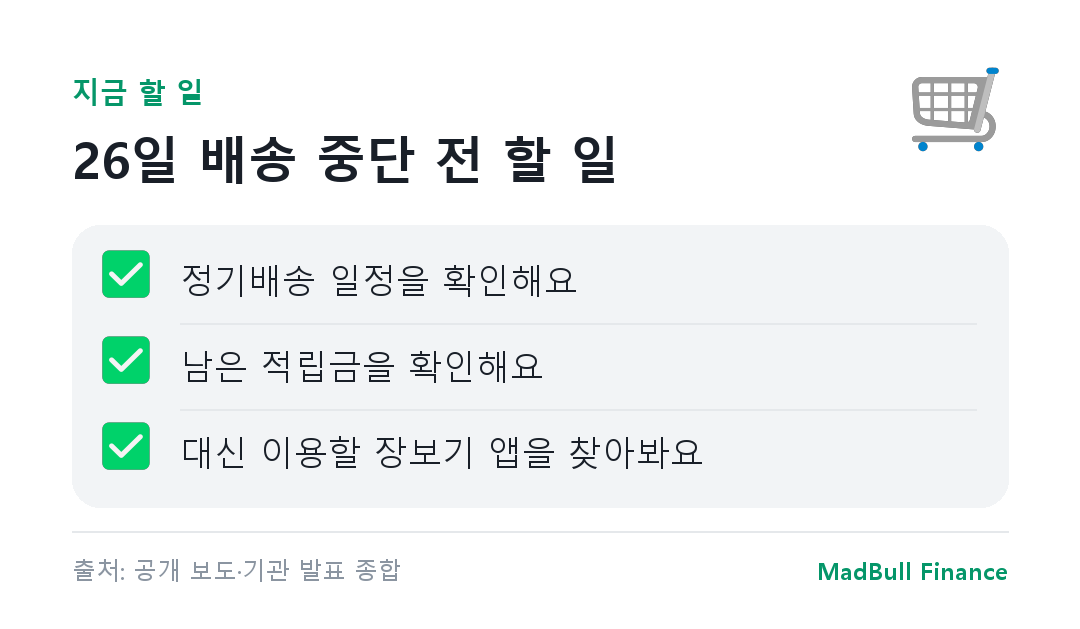 지금 할 일
26일 배송 중단 전 할 일
정기배송 일정을 확인해요
남은 적립금을 확인해요
대신 이용할 장보기 앱을 찾아봐요
출처: 공개 보도·기관 발표 종합
MadBull Finance